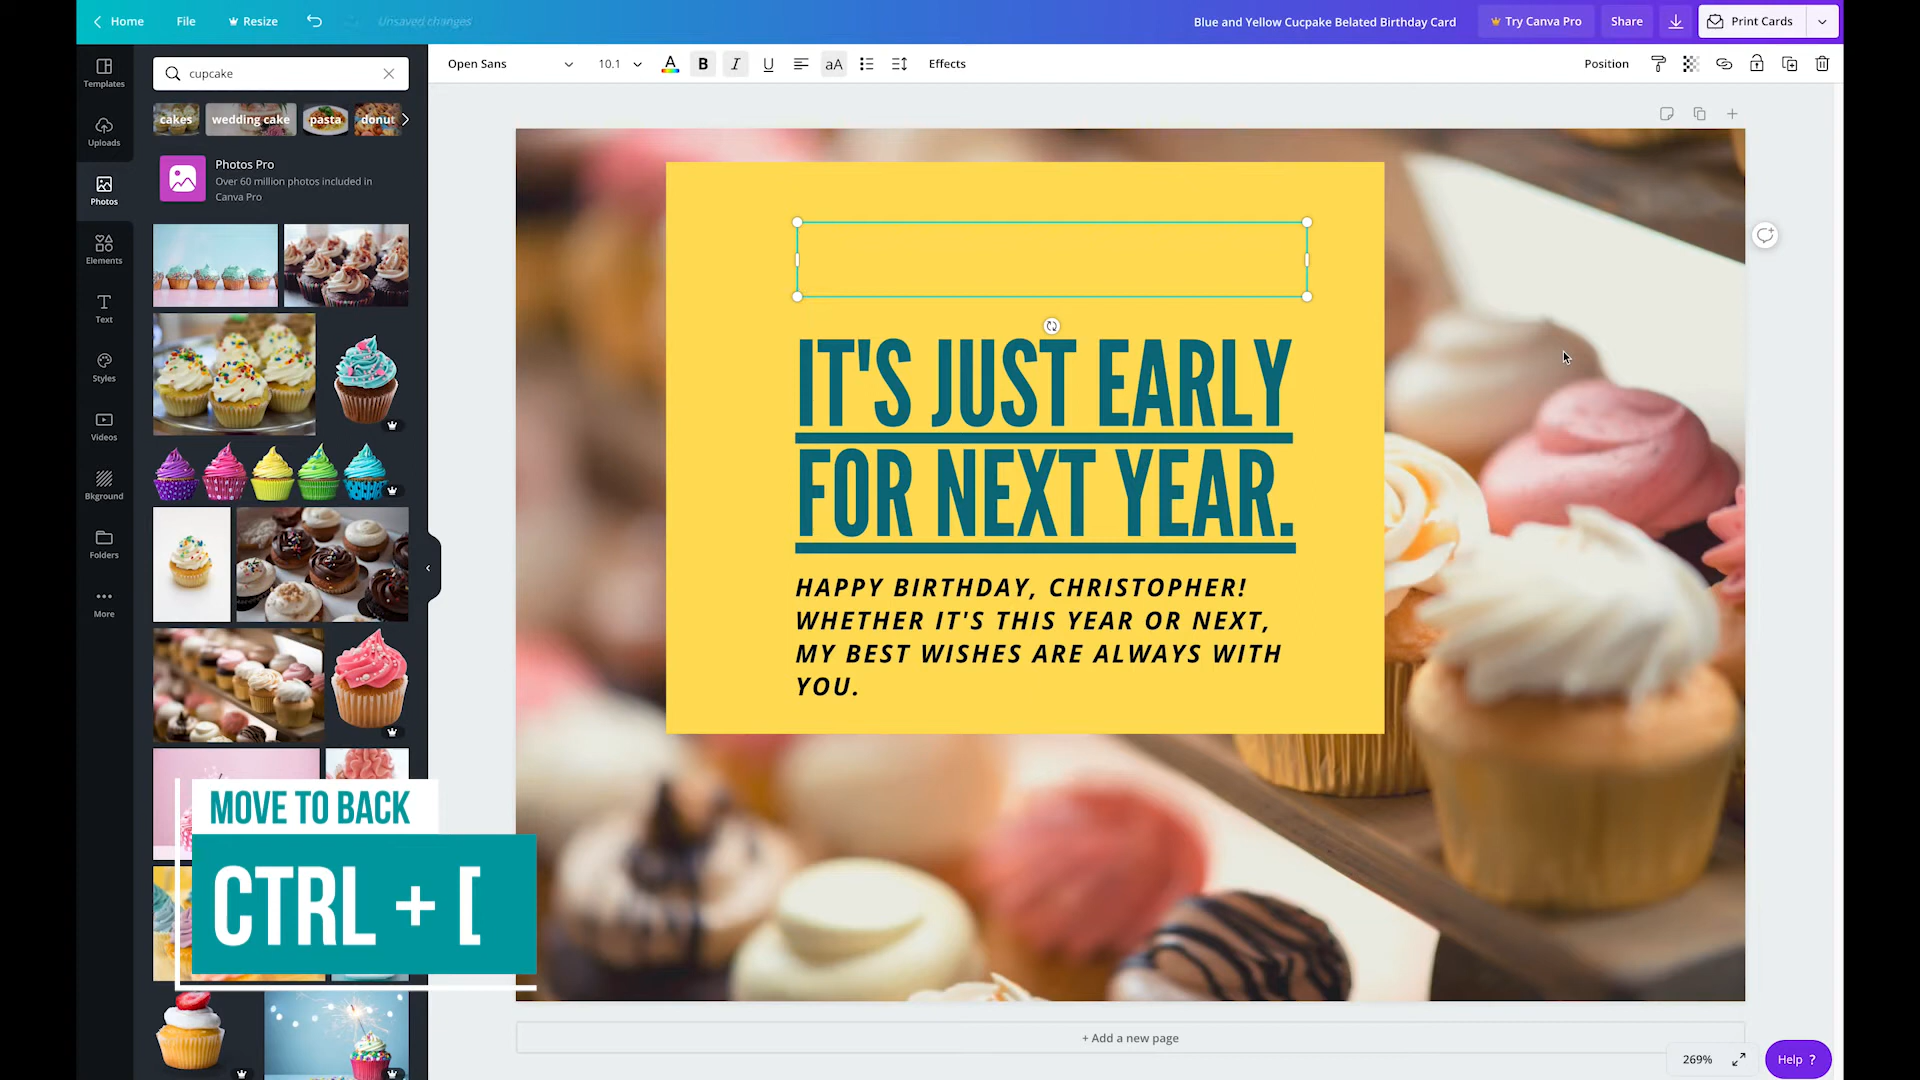 Home
File
Resize
Unsaved changes
Blue and Yellow Cucpake Belated Birthday Card
Try Canva Pro
Share
Print Cards
Templates
Uploads
Photos
Elements
Text
Styles
Videos
Bkground
Folders
More
cupcake
cakes
wedding cake
pasta
donut
Photos Pro
Over 60 million photos included in
Canva Pro
Open Sans
10.1
A
B
I
U
aA
Effects
Position
IT'S JUST EARLY
FOR NEXT YEAR.
HAPPY BIRTHDAY, CHRISTOPHER!
WHETHER IT'S THIS YEAR OR NEXT,
MY BEST WISHES ARE ALWAYS WITH
YOU.
MOVE TO BACK
CTRL + [
+ Add a new page
269%
Help ?